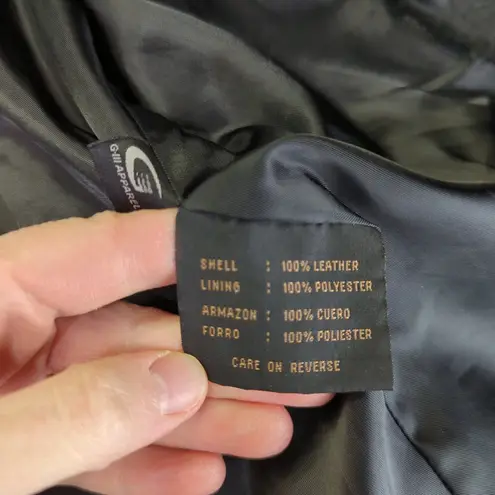 G-III APPAREL
SHELL : 100% LEATHER
LINING : 100% POLYESTER
ARMAZON : 100% CUERO
FORRO : 100% POLIESTER
CARE ON REVERSE